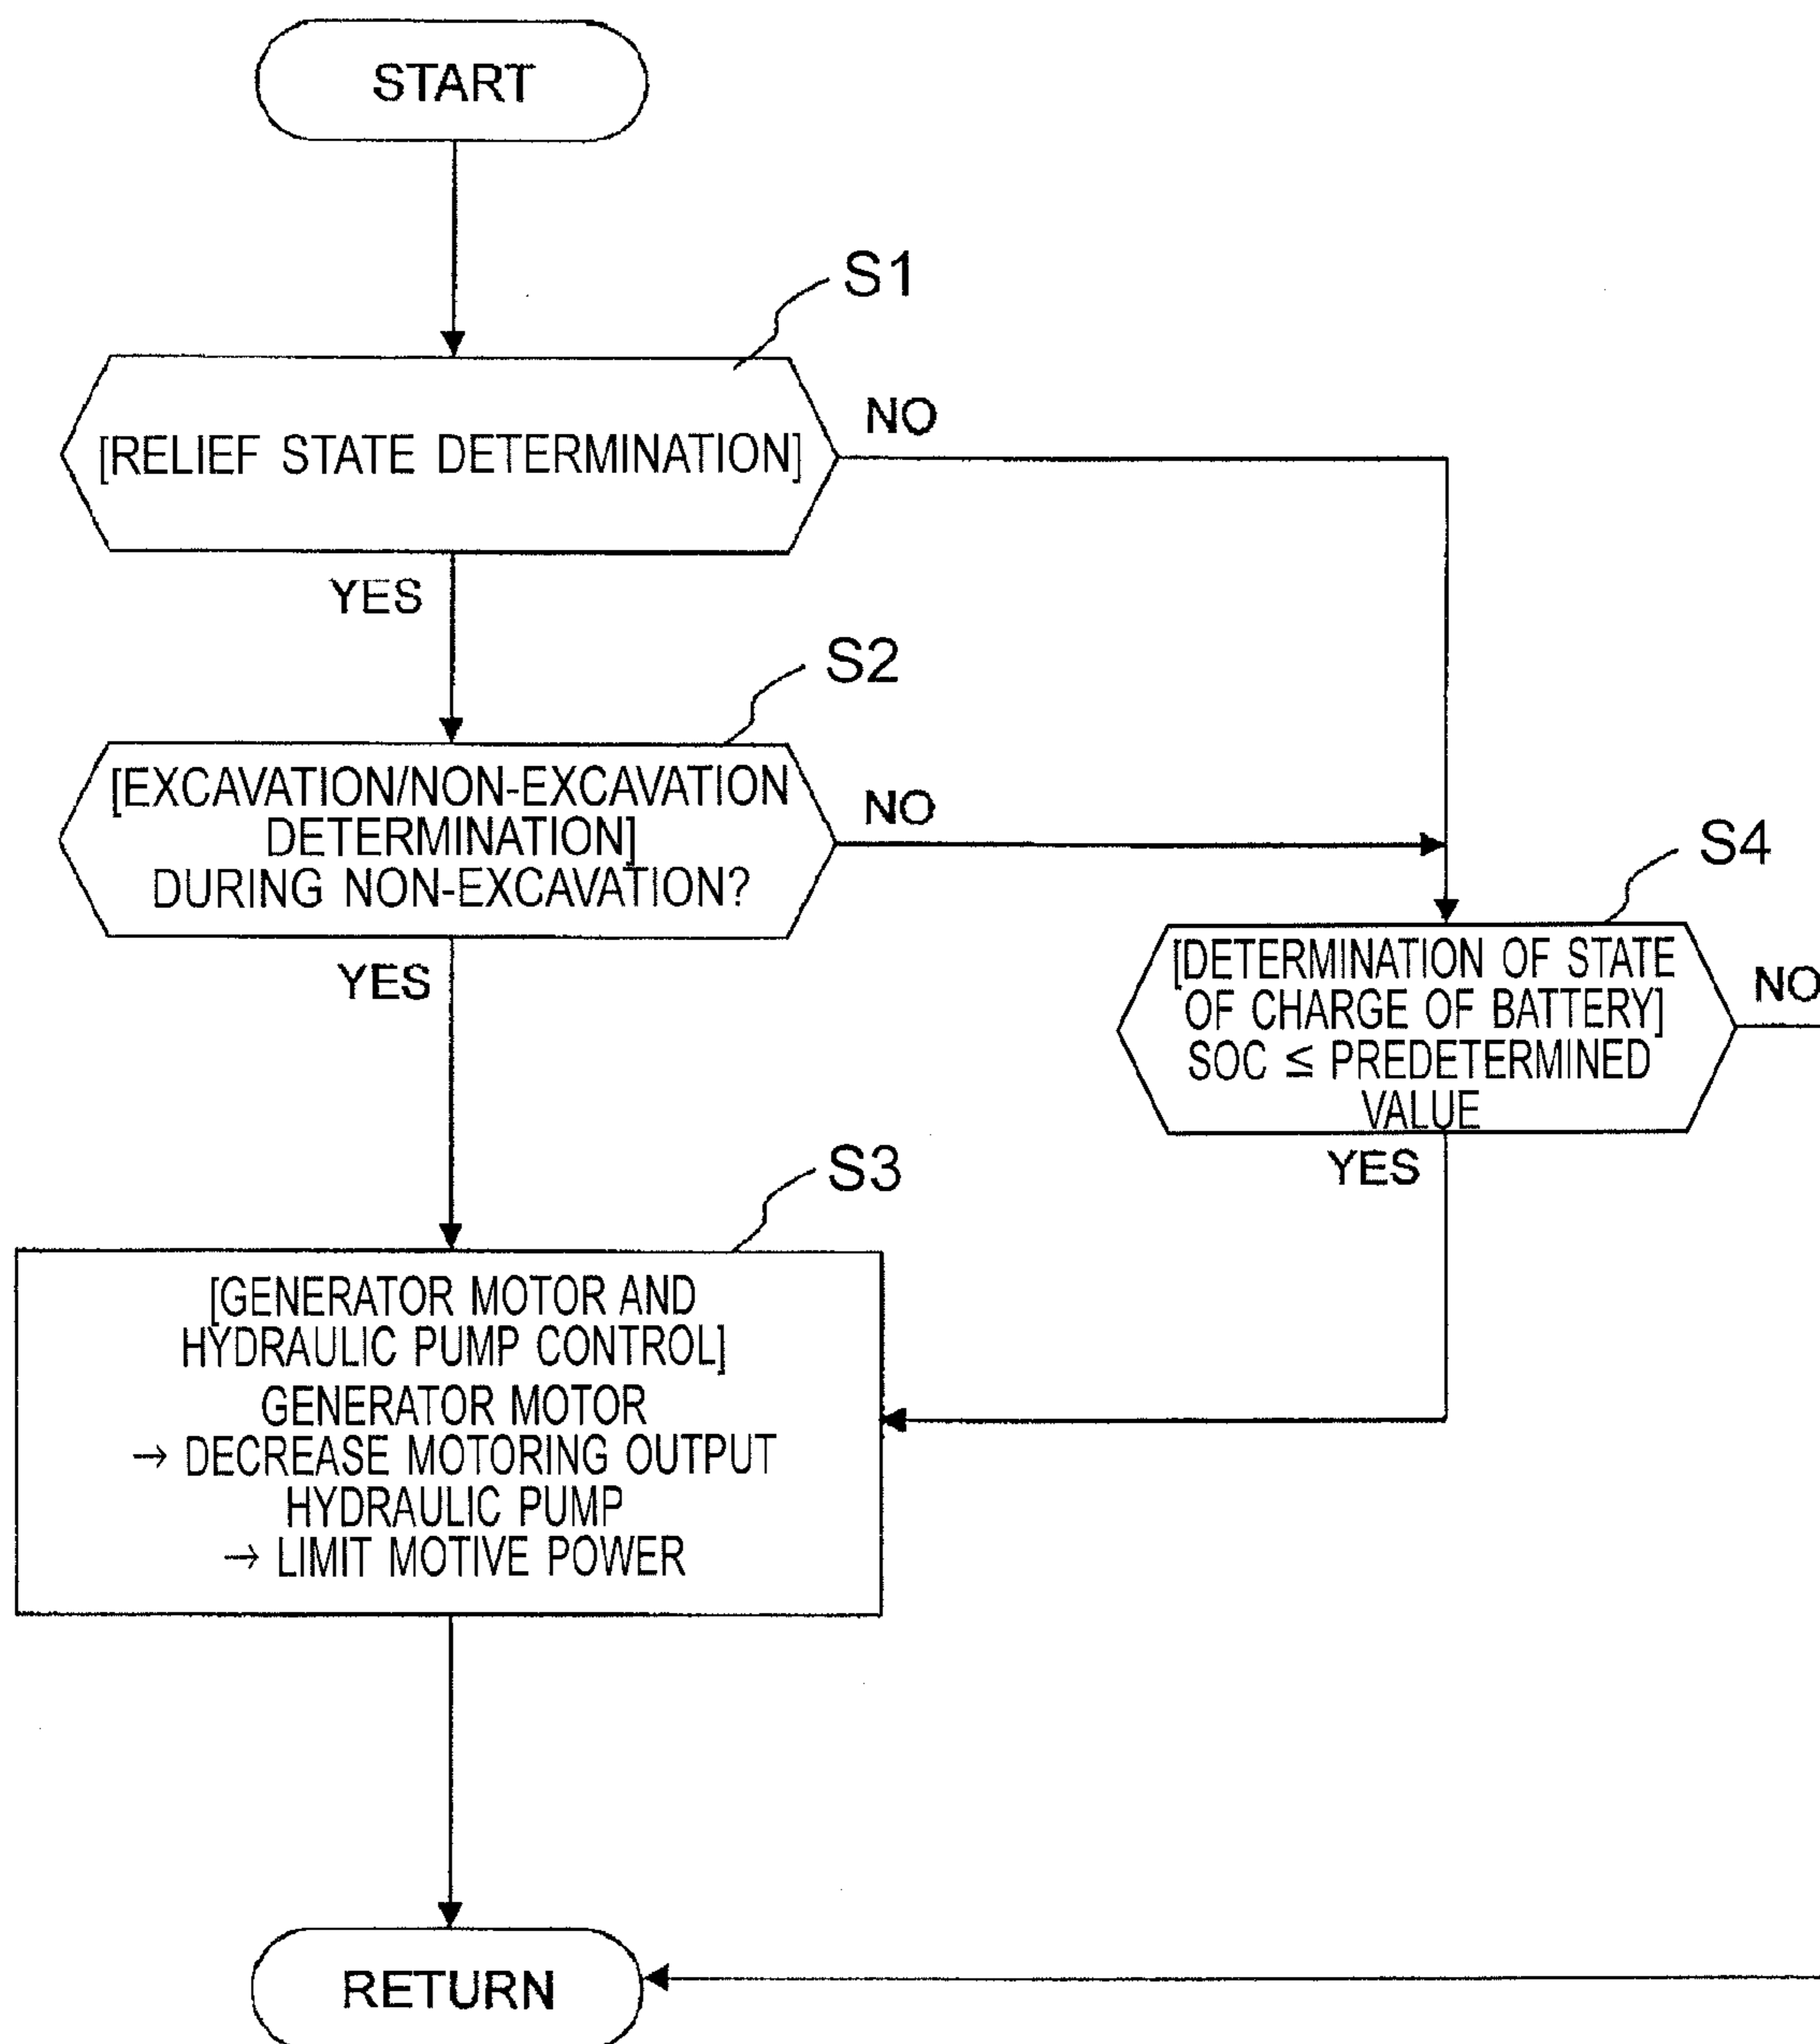 START
S1
[RELIEF STATE DETERMINATION]
NO
YES
S2
[EXCAVATION/NON-EXCAVATION
DETERMINATION]
DURING NON-EXCAVATION?
NO
YES
S4
[DETERMINATION OF STATE
OF CHARGE OF BATTERY]
SOC ≤ PREDETERMINED
VALUE
NO
YES
S3
[GENERATOR MOTOR AND
HYDRAULIC PUMP CONTROL]
GENERATOR MOTOR
→ DECREASE MOTORING OUTPUT
HYDRAULIC PUMP
→ LIMIT MOTIVE POWER
RETURN